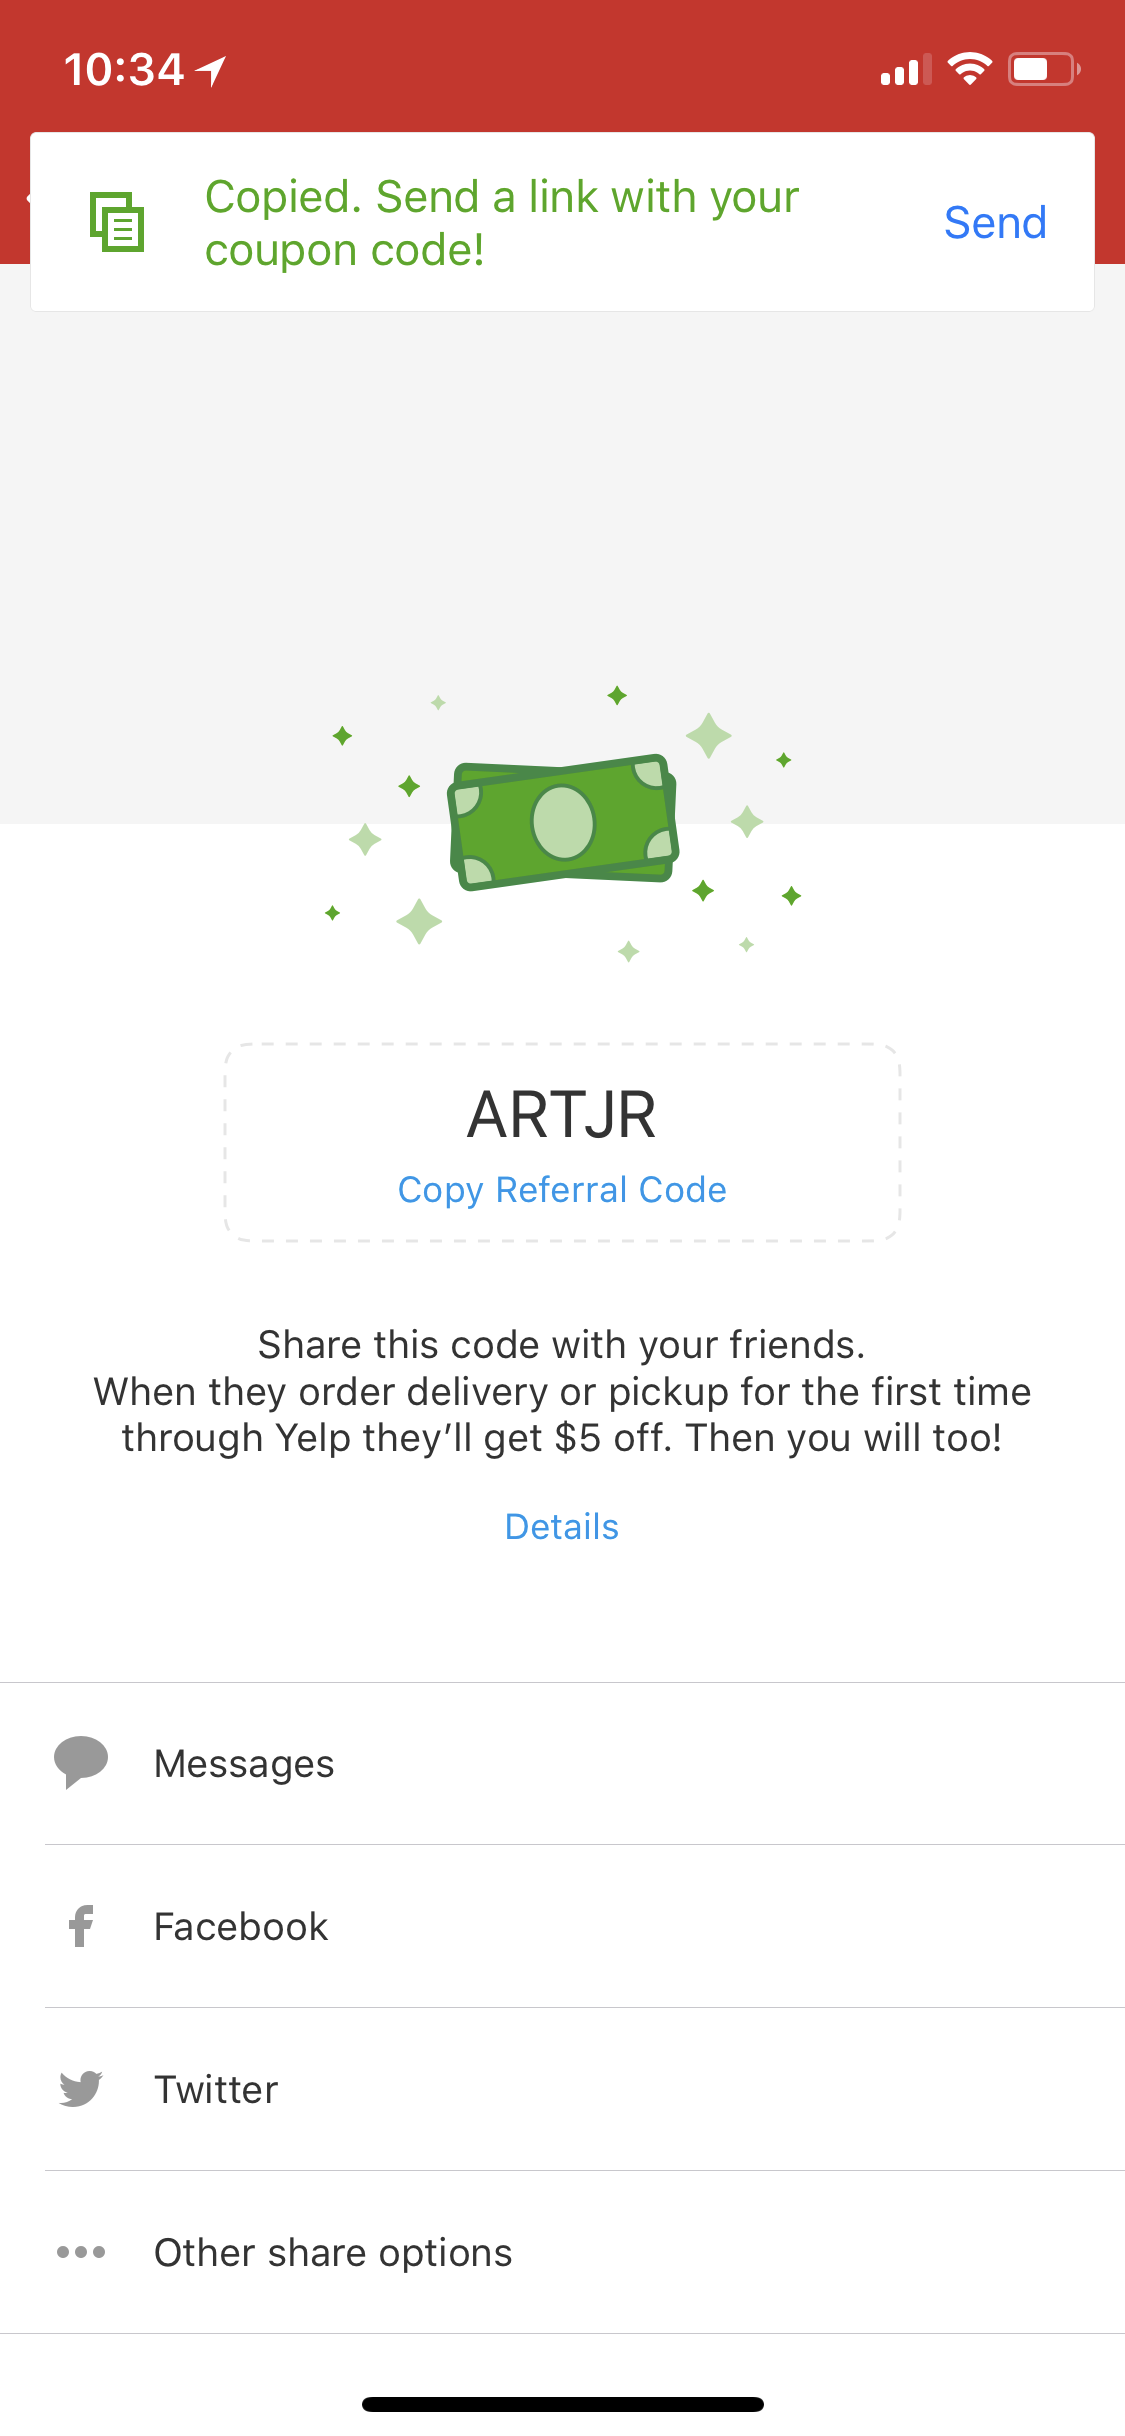 10:34
Copied. Send a link with your
coupon code!
Send
ARTJR
Copy Referral Code
Share this code with your friends.
When they order delivery or pickup for the first time
through Yelp they’ll get $5 off. Then you will too!
Details
Messages
Facebook
Twitter
Other share options